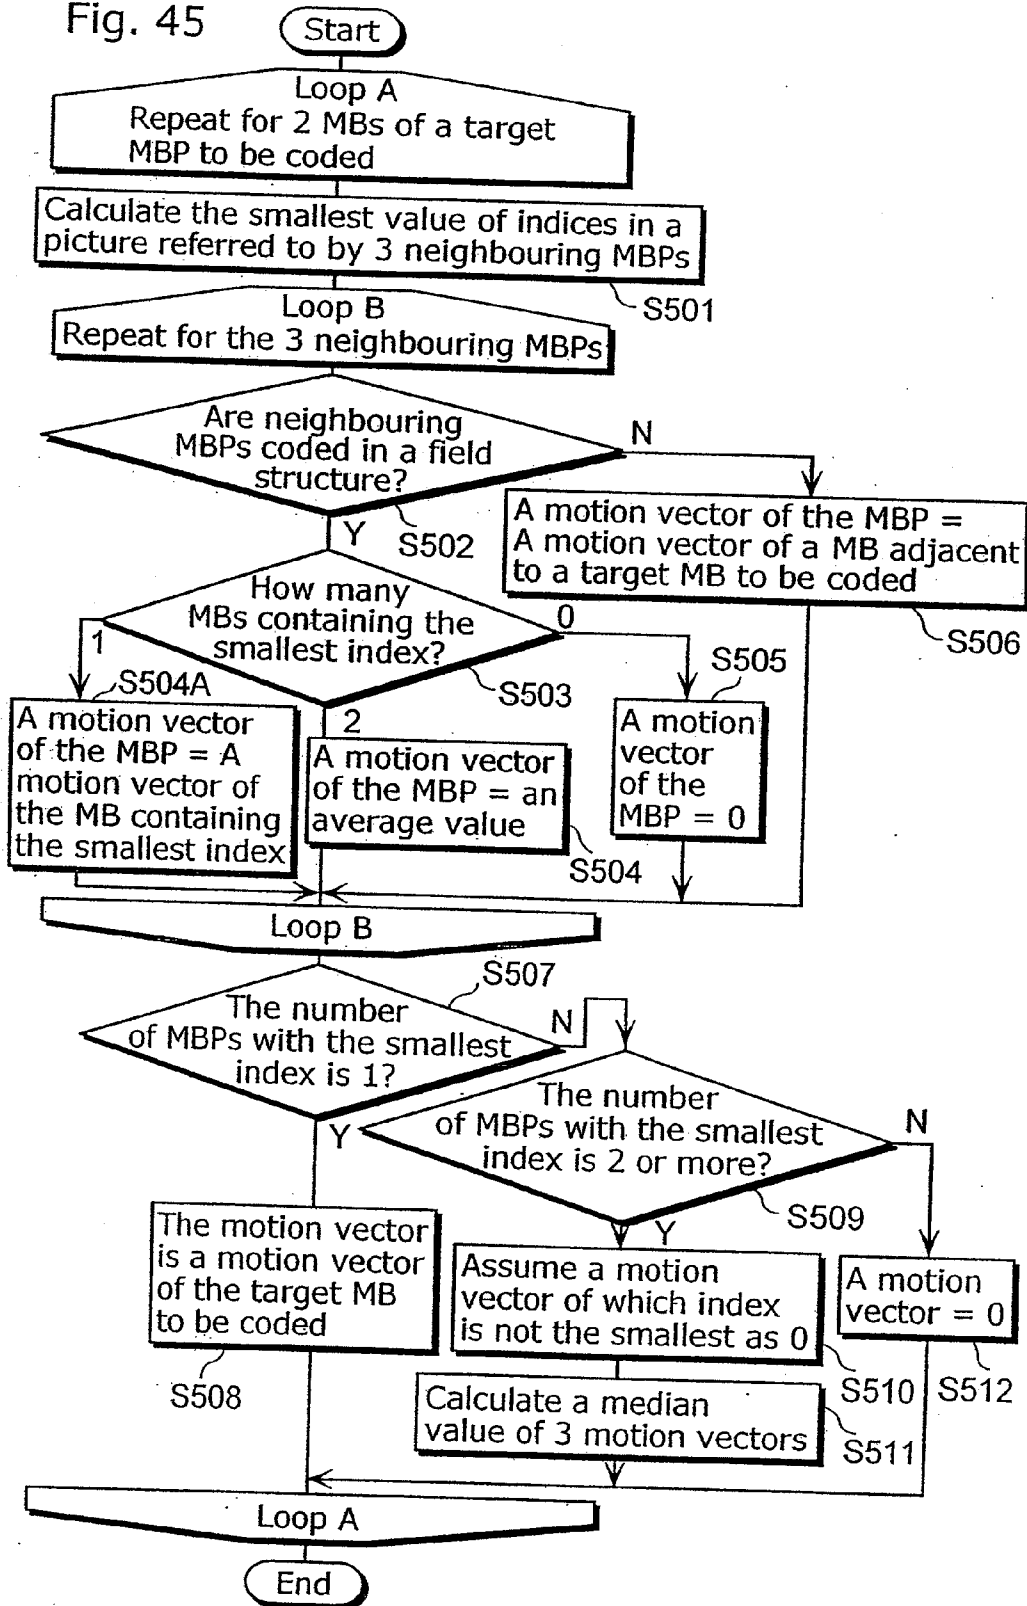 Fig. 45
Start
Loop A
Repeat for 2 MBs of a target
MBP to be coded
Calculate the smallest value of indices in a
picture referred to by 3 neighbouring MBPs
S501
Loop B
Repeat for the 3 neighbouring MBPs
Are neighbouring
MBPs coded in a field
structure?
N
Y
S502
A motion vector of the MBP =
A motion vector of a MB adjacent
to a target MB to be coded
S506
How many
MBs containing the
smallest index?
1
0
2
S503
S504A
A motion vector
of the MBP = A
motion vector of
the MB containing
the smallest index
A motion vector
of the MBP = an
average value
S504
S505
A motion
vector
of the
MBP = 0
Loop B
S507
The number
of MBPs with the smallest
index is 1?
N
Y
The number
of MBPs with the smallest
index is 2 or more?
N
Y
S509
The motion vector
is a motion vector
of the target MB
to be coded
S508
Assume a motion
vector of which index
is not the smallest as 0
S510
A motion
vector = 0
S512
Calculate a median
value of 3 motion vectors
S511
Loop A
End